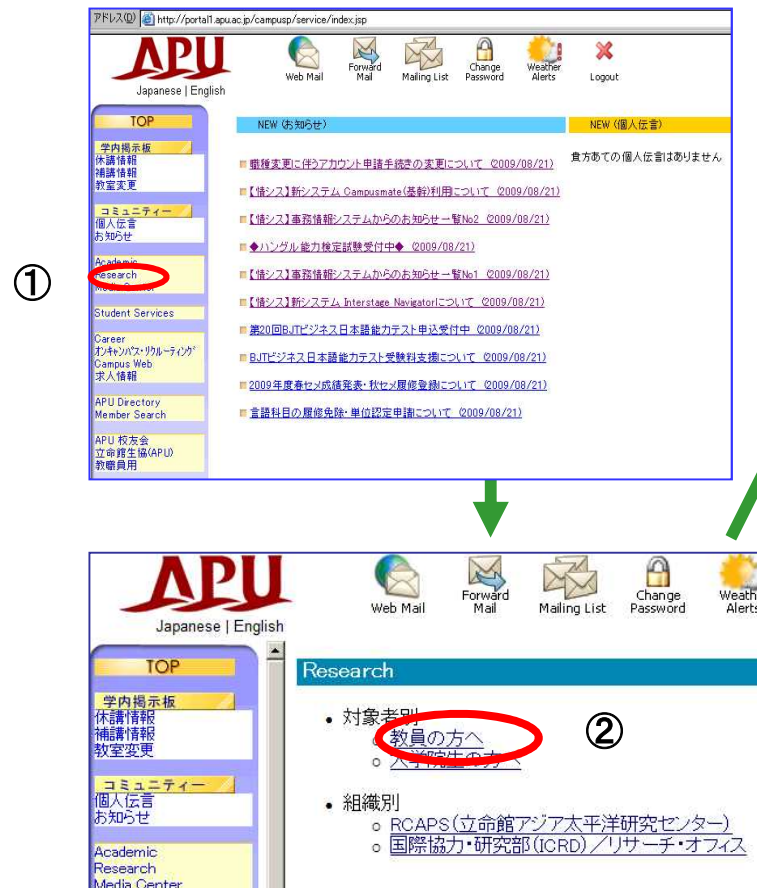 アドレス(D) http://portal1.apu.ac.jp/campusp/service/index.jsp
APU
Japanese | English
Web Mail
Forward Mail
Mailing List
Change Password
Weather Alerts
Logout
TOP
学内掲示板
休講情報
補講情報
教室変更
コミュニティー
個人伝言
お知らせ
Academic
Research
Media Center
Student Services
Career
オンキャンパス・リクルーティング
Campus Web
求人情報
APU Directory
Member Search
APU 校友会
立命館生協(APU)
教職員用
NEW (お知らせ)
職種変更に伴うアカウント申請手続きの変更について (2009/08/21)
【情シス】新システム Campusmate(基幹)利用について (2009/08/21)
【情シス】事務情報システムからのお知らせ一覧No2 (2009/08/21)
◆ハングル能力検定試験受付中◆ (2009/08/21)
【情シス】事務情報システムからのお知らせ一覧No1 (2009/08/21)
【情シス】新システム Interstage Navigatorについて (2009/08/21)
第20回BJTビジネス日本語能力テスト申込受付中 (2009/08/21)
BJTビジネス日本語能力テスト受験料支援について (2009/08/21)
2009年度春セメ成績発表・秋セメ履修登録について (2009/08/21)
言語科目の履修免除・単位認定申請について (2009/08/21)
NEW (個人伝言)
貴方あての個人伝言はありません
①
APU
Japanese | English
Web Mail
Forward Mail
Mailing List
Change Password
Weath
Alerts
TOP
学内掲示板
休講情報
補講情報
教室変更
コミュニティー
個人伝言
お知らせ
Academic
Research
Media Center
Research
• 対象者別
○ 教員の方へ
○ 大学院生の方へ
②
• 組織別
○ RCAPS(立命館アジア太平洋研究センター)
○ 国際協力・研究部(ICRD)／リサーチ・オフィス